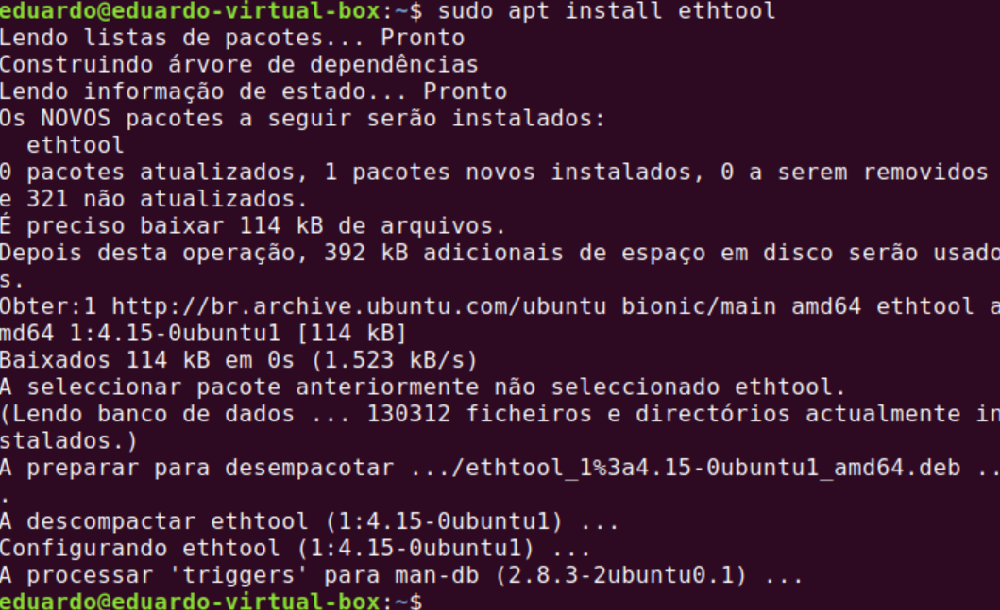 eduardo@eduardo-virtual-box:~$ sudo apt install ethtool
Lendo listas de pacotes... Pronto
Construindo árvore de dependências
Lendo informação de estado... Pronto
Os NOVOS pacotes a seguir serão instalados:
  ethtool
0 pacotes atualizados, 1 pacotes novos instalados, 0 a serem removidos
e 321 não atualizados.
É preciso baixar 114 kB de arquivos.
Depois desta operação, 392 kB adicionais de espaço em disco serão usado
s.
Obter:1 http://br.archive.ubuntu.com/ubuntu bionic/main amd64 ethtool a
md64 1:4.15-0ubuntu1 [114 kB]
Baixados 114 kB em 0s (1.523 kB/s)
A seleccionar pacote anteriormente não seleccionado ethtool.
(Lendo banco de dados ... 130312 ficheiros e directórios actualmente in
stalados.)
A preparar para desempacotar .../ethtool_1%3a4.15-0ubuntu1_amd64.deb ..
.
A descompactar ethtool (1:4.15-0ubuntu1) ...
Configurando ethtool (1:4.15-0ubuntu1) ...
A processar 'triggers' para man-db (2.8.3-2ubuntu0.1) ...
eduardo@eduardo-virtual-box:~$